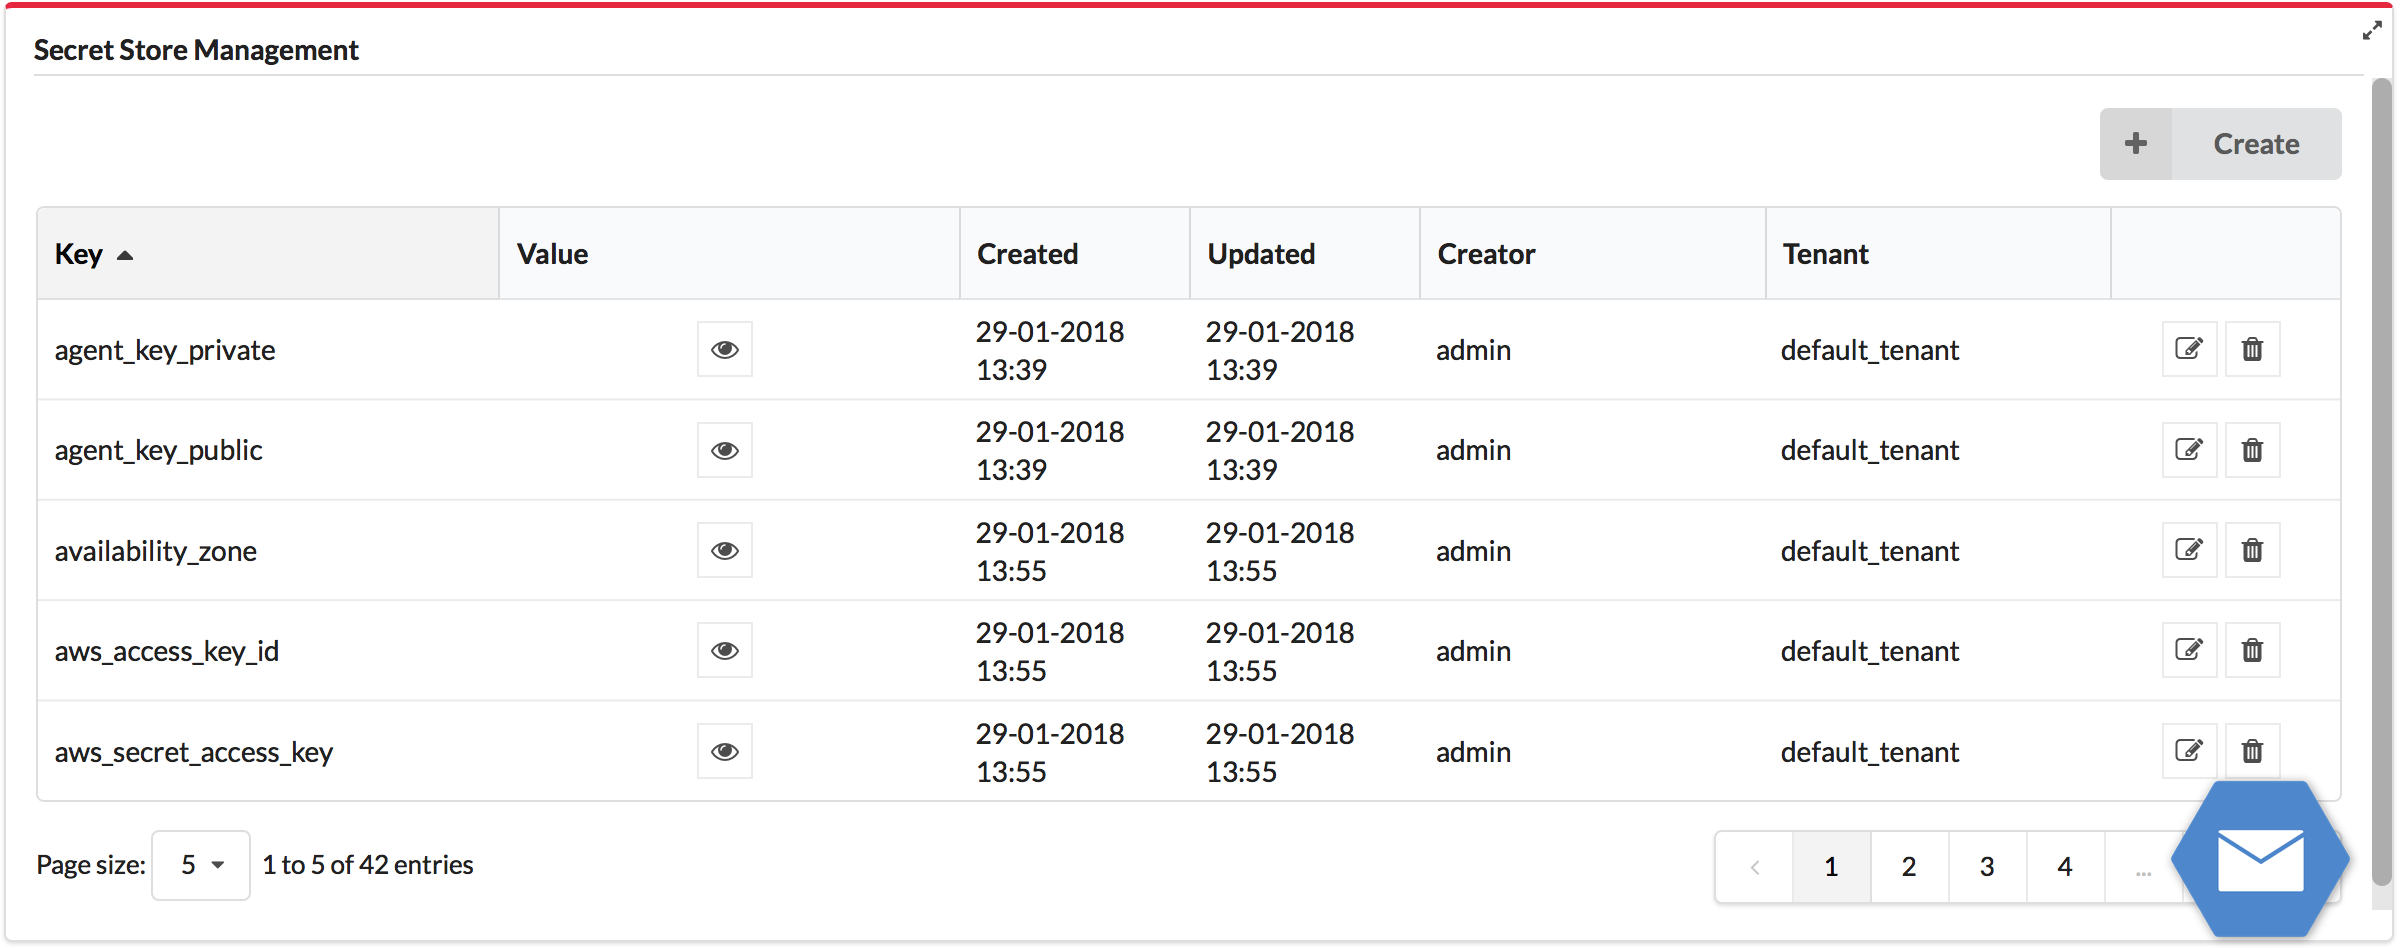 Secret Store Management
+ Create
Key Value Created Updated Creator Tenant
agent_key_private 29-01-2018 13:39 29-01-2018 13:39 admin default_tenant
agent_key_public 29-01-2018 13:39 29-01-2018 13:39 admin default_tenant
availability_zone 29-01-2018 13:55 29-01-2018 13:55 admin default_tenant
aws_access_key_id 29-01-2018 13:55 29-01-2018 13:55 admin default_tenant
aws_secret_access_key 29-01-2018 13:55 29-01-2018 13:55 admin default_tenant
Page size: 5 1 to 5 of 42 entries 1 2 3 4 ...